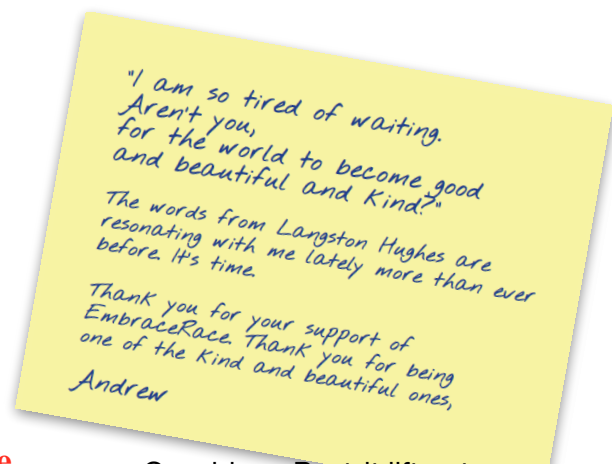 "I am so tired of waiting.
Aren't you,
for the world to become good
and beautiful and Kind?"
The words from Langston Hughes are
resonating with me lately more than ever
before. It's time.
Thank you for your support of
EmbraceRace. Thank you for being
one of the Kind and beautiful ones,
Andrew